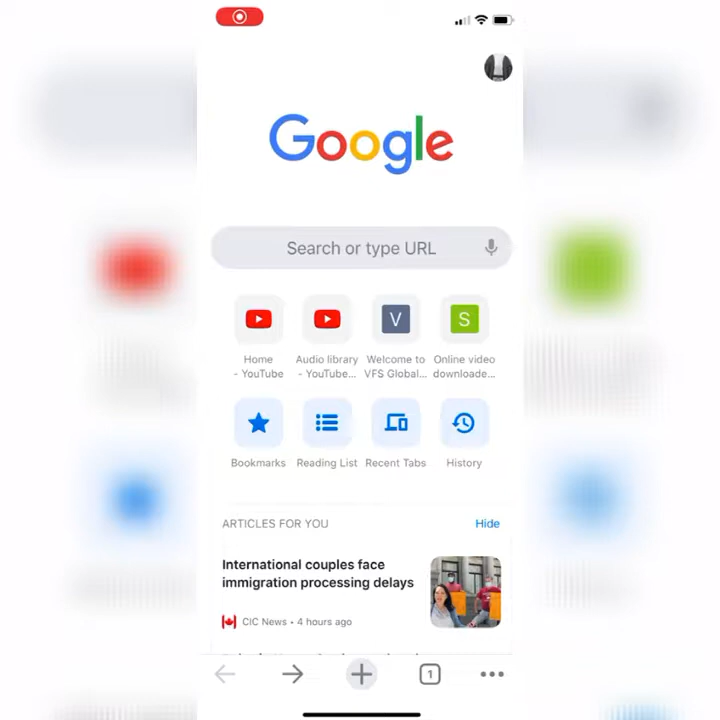 Google
Search or type URL
V
S
Home
- YouTube
Audio library
- YouTube...
Welcome to
VFS Global...
Online video
downloade...
Bookmarks
Reading List
Recent Tabs
History
ARTICLES FOR YOU
Hide
International couples face
immigration processing delays
CIC News • 4 hours ago
1